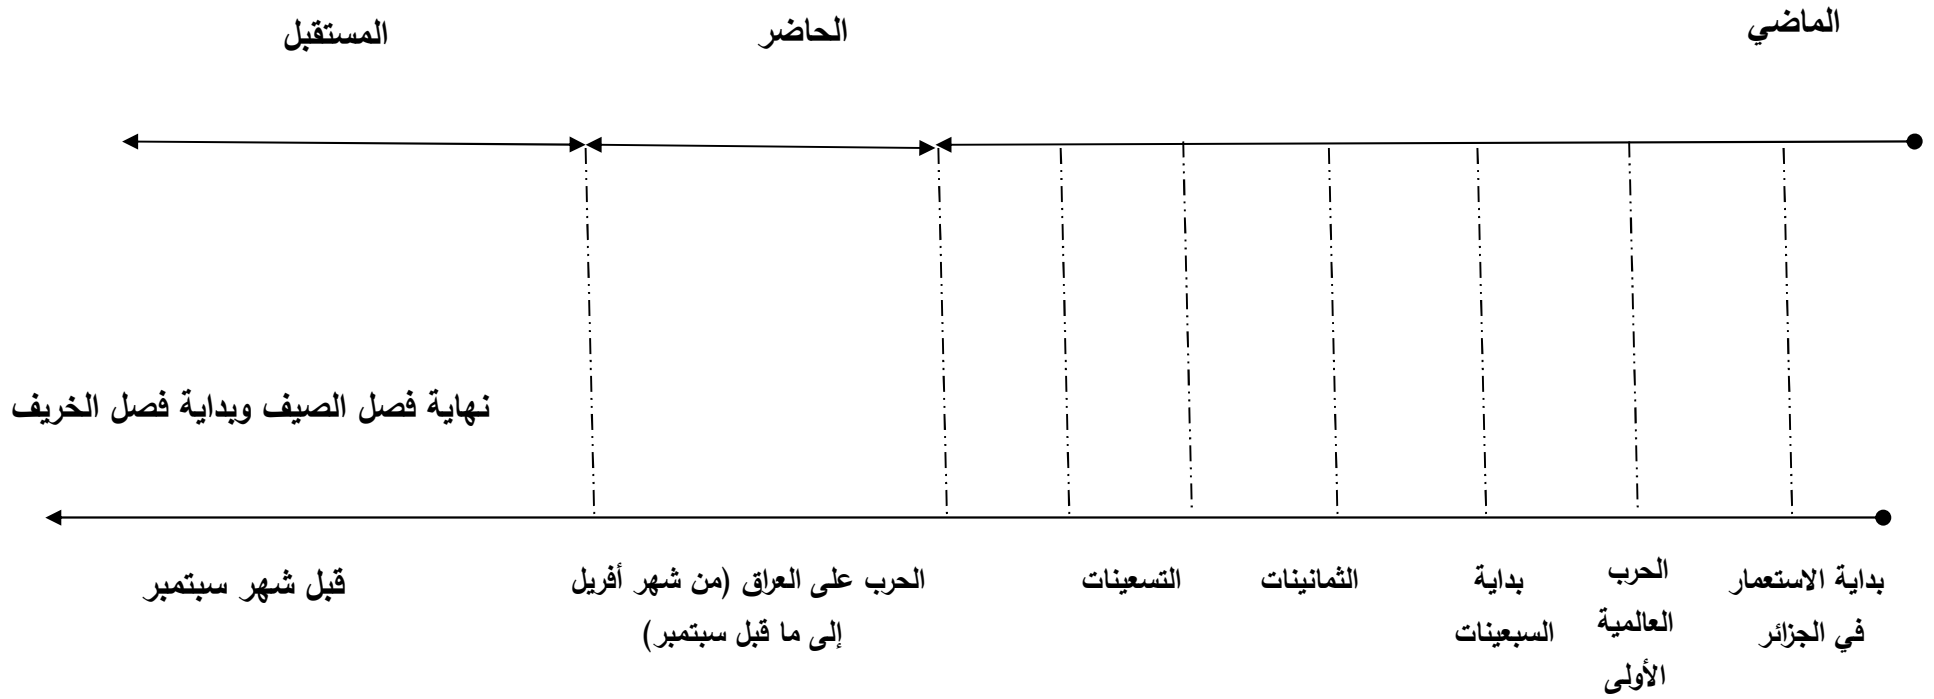 الماضي
الحاضر
المستقبل
نهاية فصل الصيف وبداية فصل الخريف
بداية الاستعمار
في الجزائر
الحرب
العالمية
الأولى
بداية
السبعينات
الثمانينات
التسعينات
الحرب على العراق (من شهر أفريل
إلى ما قبل سبتمبر)
قبل شهر سبتمبر